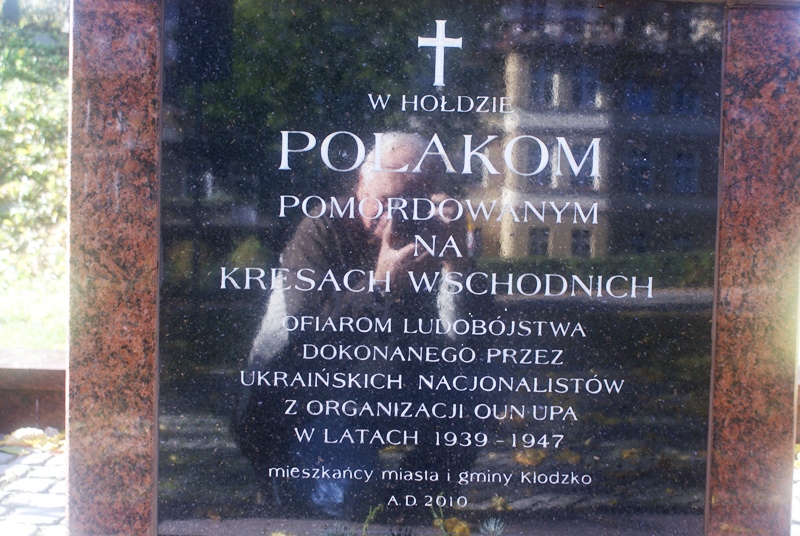 W HOŁDZIE
POLAKOM
POMORDOWANYM
NA
KRESACH WSCHODNICH
OFIAROM LUDOBÓJSTWA
DOKONANEGO PRZEZ
UKRAIŃSKICH NACJONALISTÓW
Z ORGANIZACJI OUN UPA
W LATACH 1939-1947
mieszkańcy miasta i gminy Kłodzko
A.D. 2010